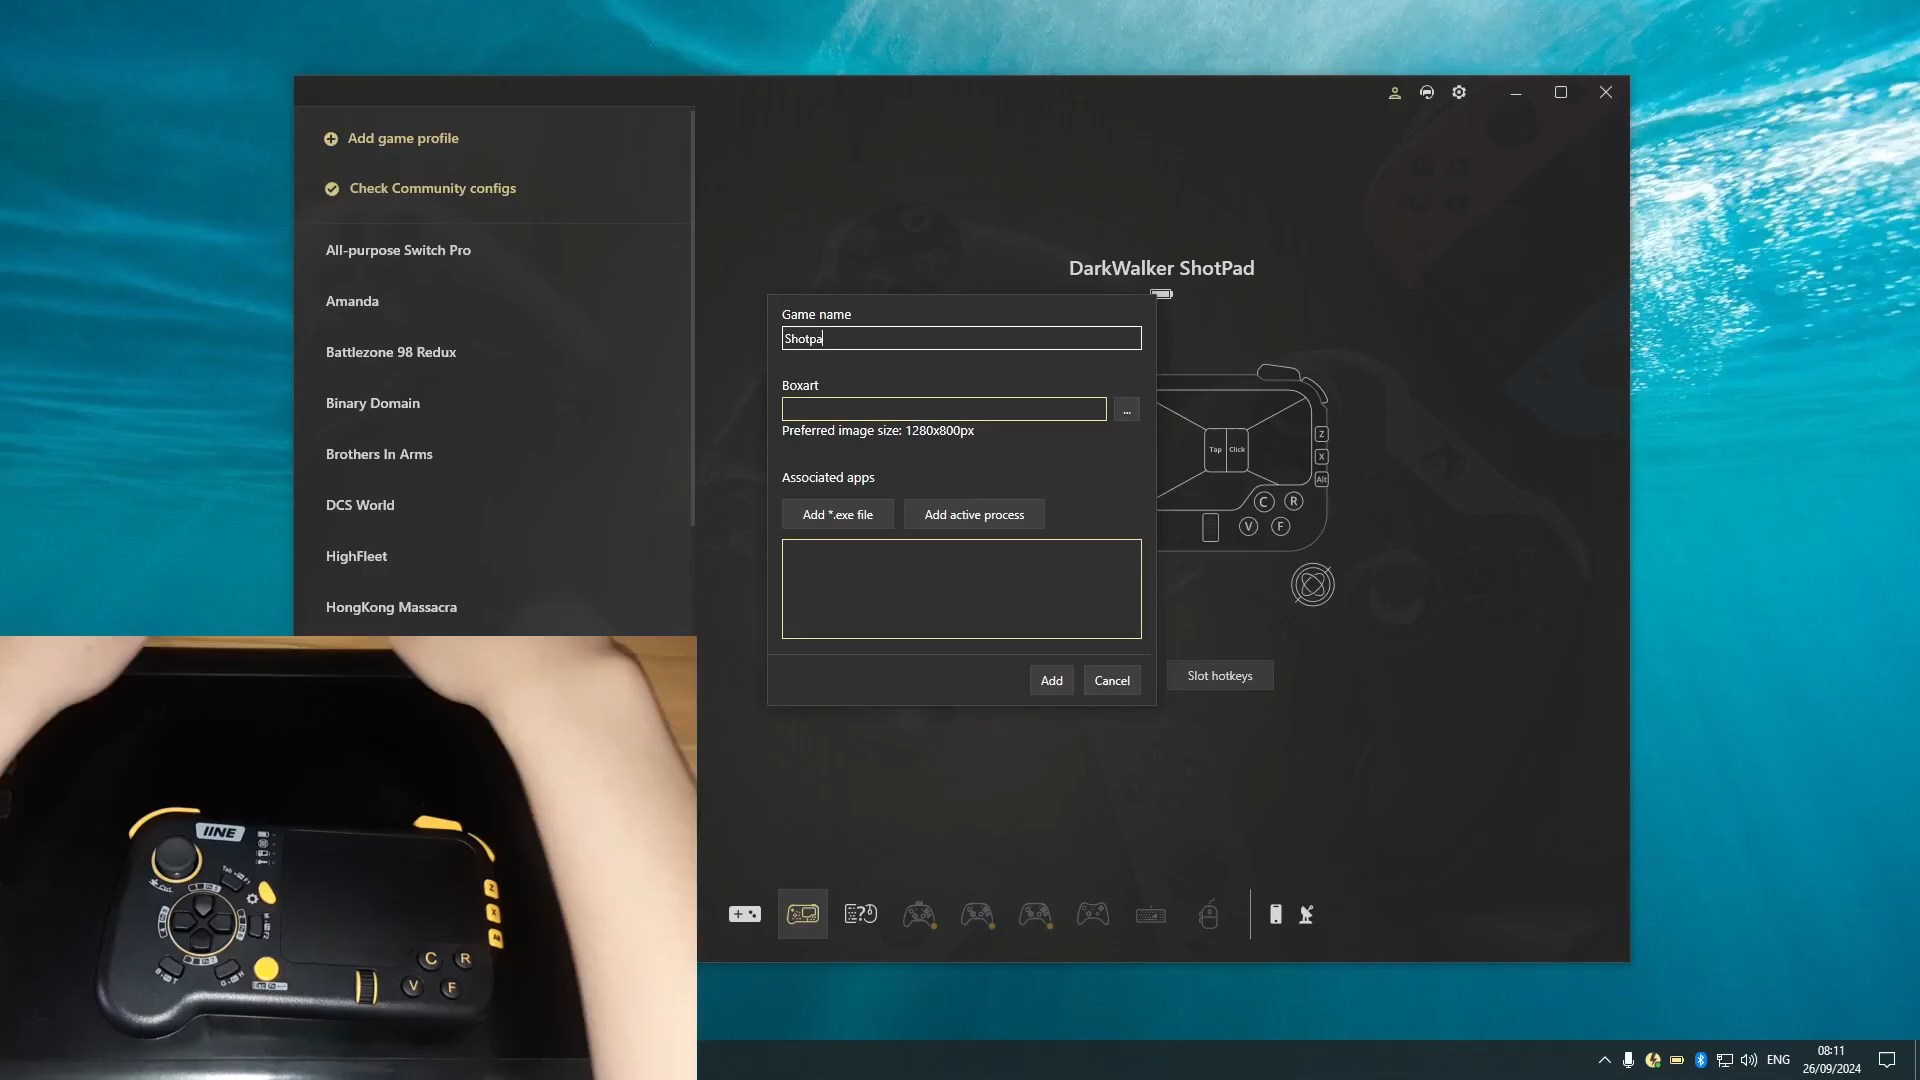 Add game profile
Check Community configs
All-purpose Switch Pro
Amanda
Battlezone 98 Redux
Binary Domain
Brothers In Arms
DCS World
HighFleet
HongKong Massacra
DarkWalker ShotPad
Game name
Shotpa
Boxart
...
Preferred image size: 1280x800px
Associated apps
Add *.exe file
Add active process
Add
Cancel
Tap
Click
Z
X
Alt
C
R
V
F
Slot hotkeys
IINE
Z
X
Alt
C
R
V
F
ENG
08:11
26/09/2024